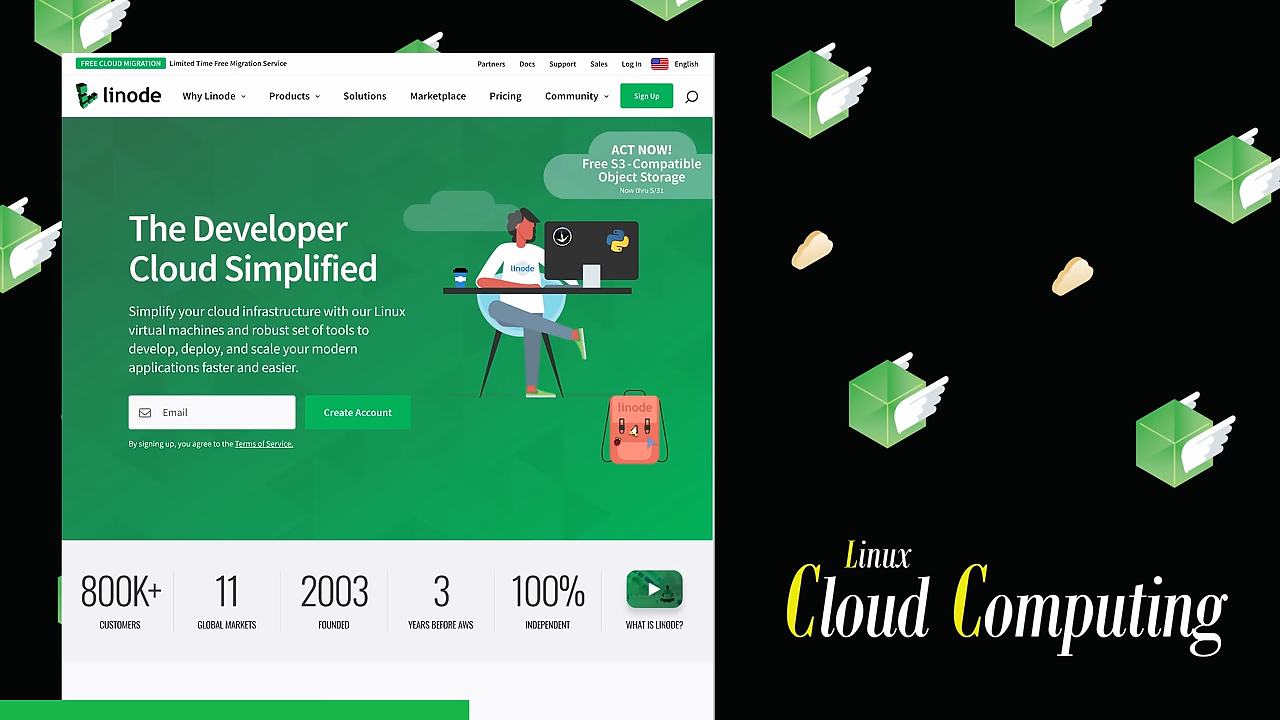 FREE CLOUD MIGRATION Limited Time Free Migration Service
Partners Docs Support Sales Log In English
linode Why Linode Products Solutions Marketplace Pricing Community Sign Up
ACT NOW!
Free S3-Compatible
Object Storage
Now thru 5/31
The Developer
Cloud Simplified
linode
Simplify your cloud infrastructure with our Linux
virtual machines and robust set of tools to
develop, deploy, and scale your modern
applications faster and easier.
Email Create Account
linode
By signing up, you agree to the Terms of Service.
800K+ 11 2003 3 100%
CUSTOMERS GLOBAL MARKETS FOUNDED YEARS BEFORE AWS INDEPENDENT WHAT IS LINODE?
Linux
Cloud Computing